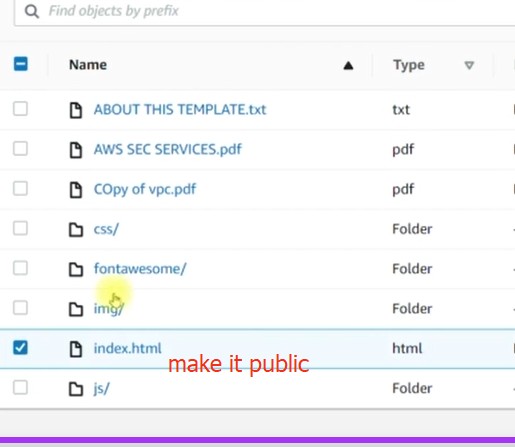 Find objects by prefix
Name Type
ABOUT THIS TEMPLATE.txt txt
AWS SEC SERVICES.pdf pdf
COpy of vpc.pdf pdf
css/ Folder
fontawesome/ Folder
img/ Folder
index.html html
make it public
js/ Folder